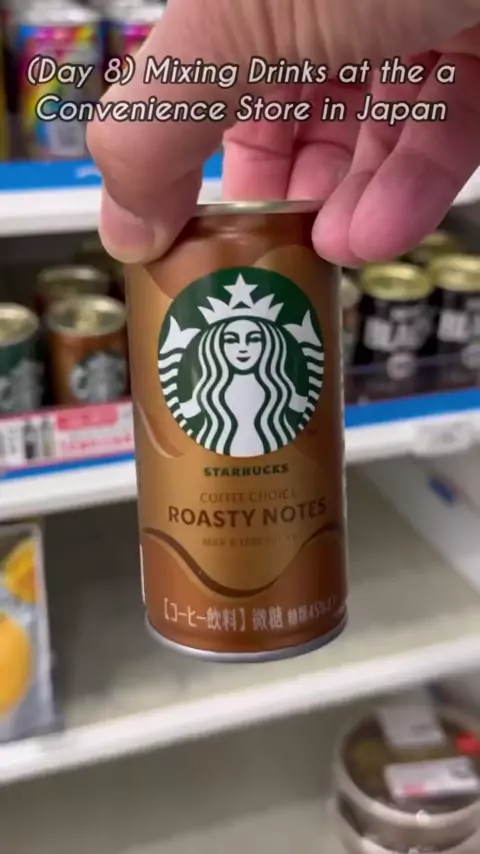 (Day 8) Mixing Drinks at the a
Convenience Store in Japan
STARBUCKS
COFFEE CHOICE
ROASTY NOTES
【コーヒー飲料】 微糖